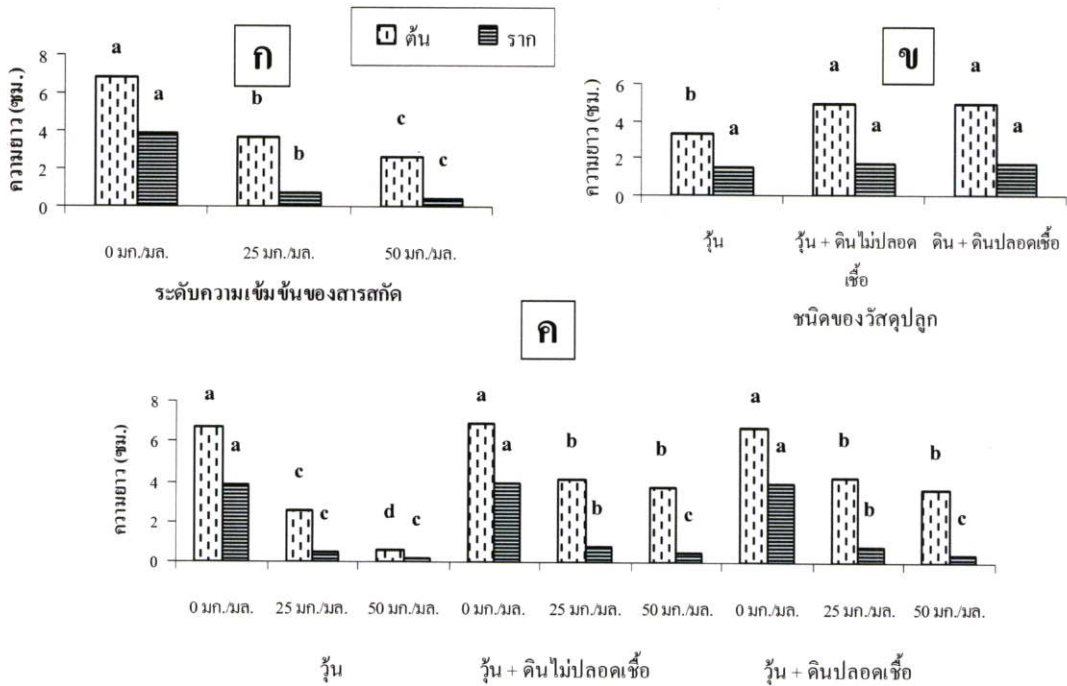 ก
ต้น ราก
ข
ความยาว (ซม.)
8
6
4
2
0
a
a
b
b
c
c
0 มก./มล. 25 มก./มล. 50 มก./มล.
ระดับความเข้มข้นของสารสกัด
ความยาว (ซม.)
6
4
2
0
b
a
a
a
a
a
วุ้น วุ้น + ดินไม่ปลอด ดิน + ดินปลอดเชื้อ
เชื้อ
ชนิดของวัสดุปลูก
ค
ความยาว (ซม.)
8
6
4
2
0
a
a
c
c
d
c
a
a
b
b
b
c
a
a
b
b
b
c
0 มก./มล. 25 มก./มล. 50 มก./มล. 0 มก./มล. 25 มก./มล. 50 มก./มล. 0 มก./มล. 25 มก./มล. 50 มก./มล.
วุ้น วุ้น + ดินไม่ปลอดเชื้อ วุ้น + ดินปลอดเชื้อ